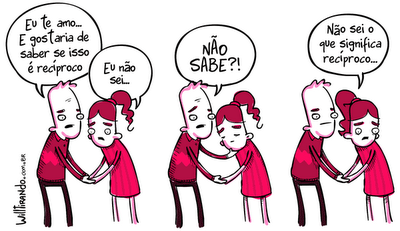 Eu te amo...
E gostaria de
saber se isso
é recíproco
Eu não
sei...
NÃO
SABE?!
Não sei o
que significa
recíproco...
WILLTIRANDO.COM.BR